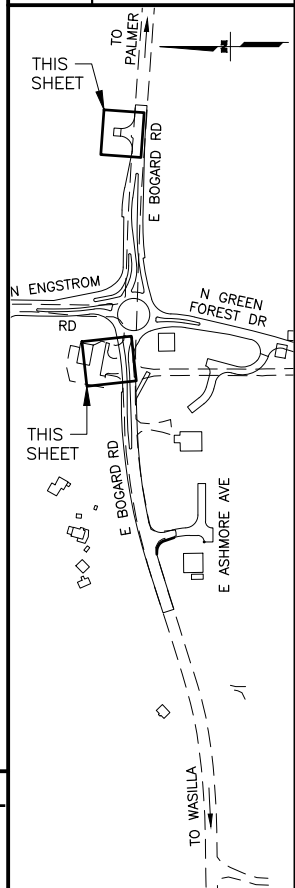 TO
PALMER
THIS
SHEET
E BOGARD RD
N ENGSTROM
RD
N GREEN
FOREST DR
THIS
SHEET
E BOGARD RD
E ASHMORE AVE
TO WASILLA